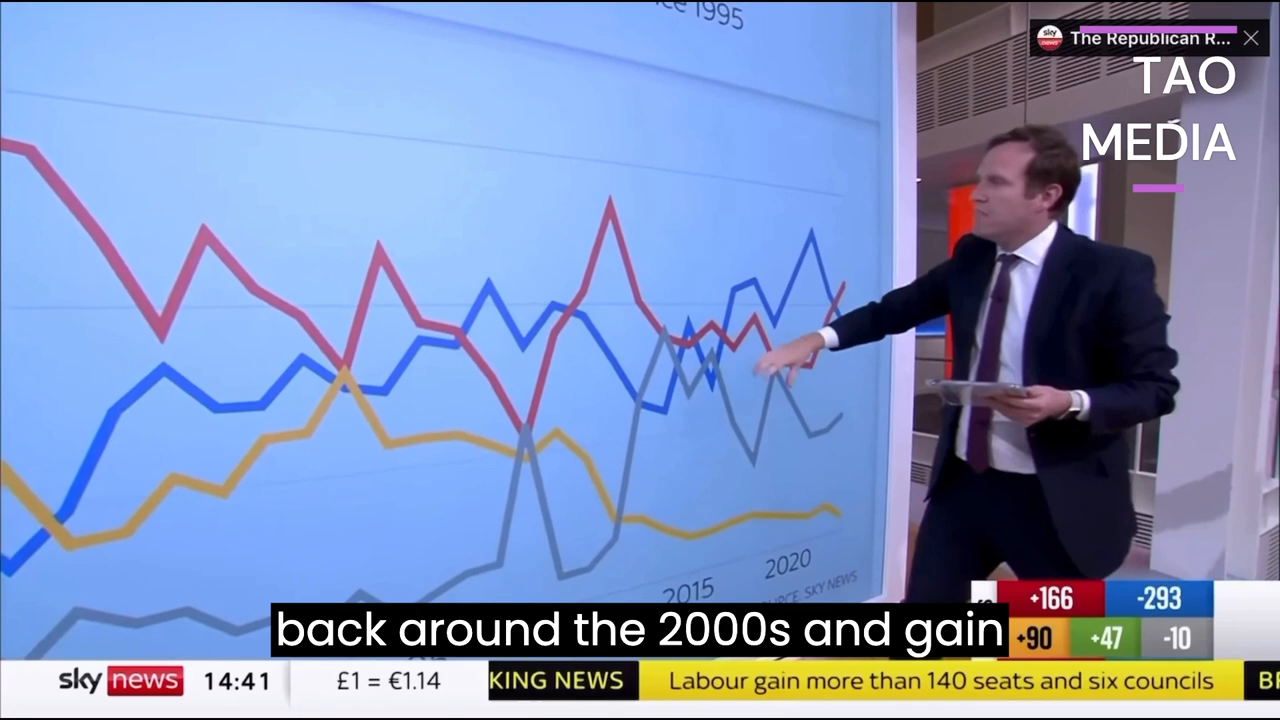 ce 1995
sky news The Republican R...
TAO
MEDIA
2015
2020
SKY NEWS
+166 -293
+90 +47 -10
back around the 2000s and gain
sky news 14:41 £1 = €1.14 KING NEWS Labour gain more than 140 seats and six councils